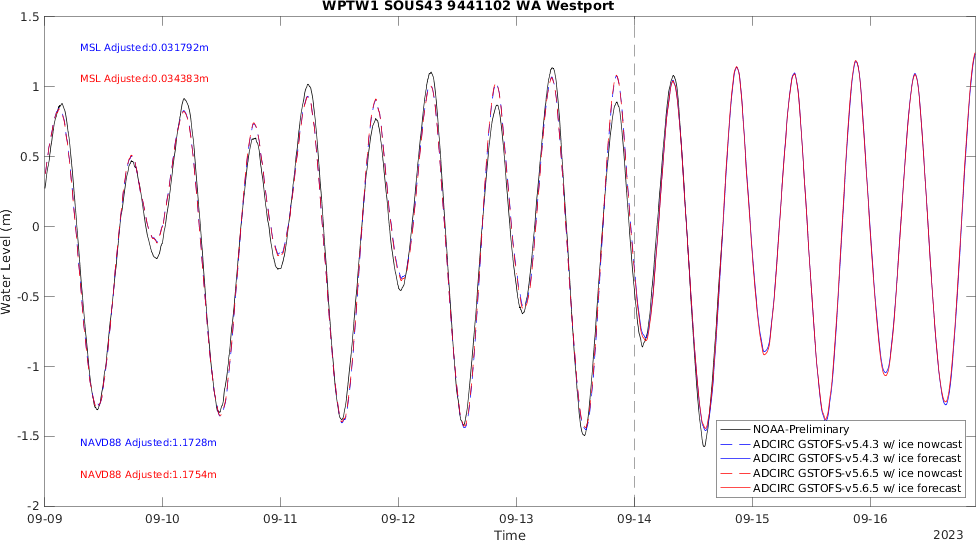 WPTW1 SOUS43 9441102 WA Westport
1.5
1
0.5
0
-0.5
-1
-1.5
-2
Water Level (m)
MSL Adjusted:0.031792m
MSL Adjusted:0.034383m
NAVD88 Adjusted:1.1728m
NAVD88 Adjusted:1.1754m
NOAA-Preliminary
ADCIRC GSTOFS-v5.4.3 w/ ice nowcast
ADCIRC GSTOFS-v5.4.3 w/ ice forecast
ADCIRC GSTOFS-v5.6.5 w/ ice nowcast
ADCIRC GSTOFS-v5.6.5 w/ ice forecast
09-09 09-10 09-11 09-12 09-13 09-14 09-15 09-16
Time
2023